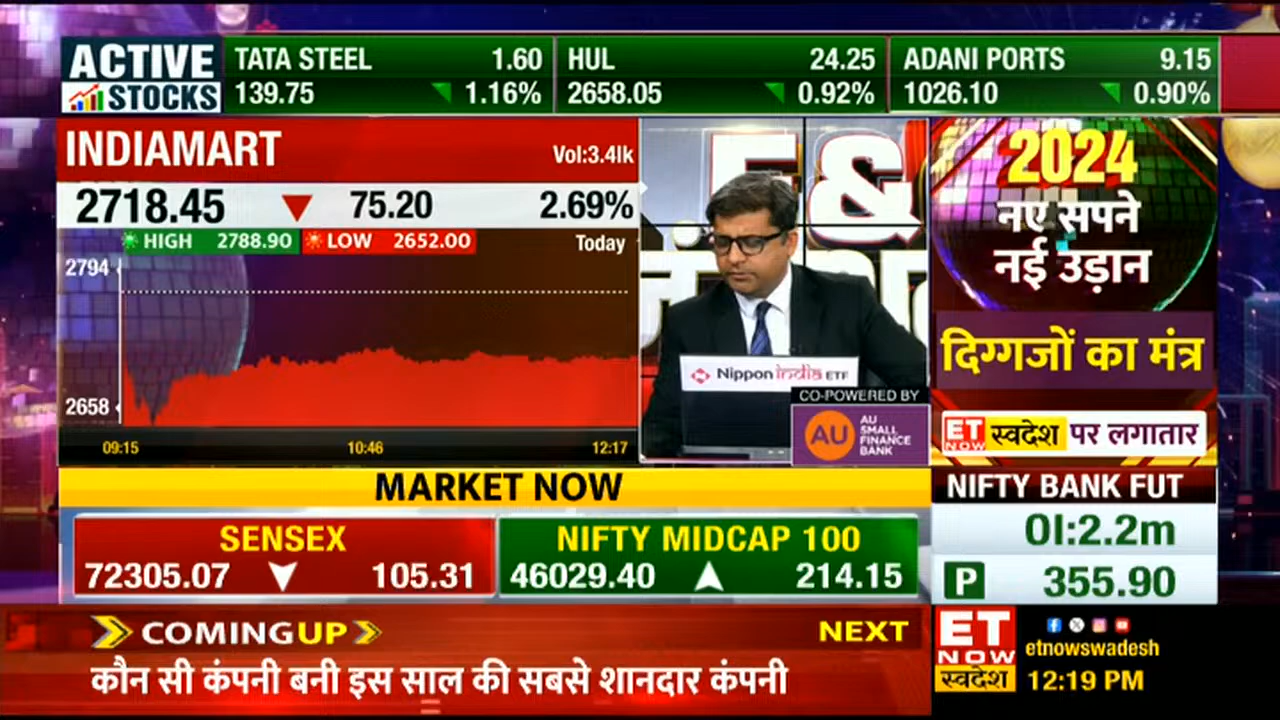 ACTIVE STOCKS
TATA STEEL 1.60
139.75 1.16%
HUL 24.25
2658.05 0.92%
ADANI PORTS 9.15
1026.10 0.90%
INDIAMART Vol:3.4lk
2718.45 75.20 2.69%
HIGH 2788.90 LOW 2652.00 Today
2794
2658
09:15 10:46 12:17
F&
Nippon india ETF
CO-POWERED BY
AU
AU
SMALL
FINANCE
BANK
2024
नए सपने
नई उड़ान
दिग्गजों का मंत्र
ET NOW स्वदेश पर लगातार
MARKET NOW
SENSEX
72305.07 105.31
NIFTY MIDCAP 100
46029.40 214.15
NIFTY BANK FUT
OI:2.2m
P 355.90
COMING UP NEXT
कौन सी कंपनी बनी इस साल की सबसे शानदार कंपनी
ET
NOW
स्वदेश
etnowswadesh
12:19 PM